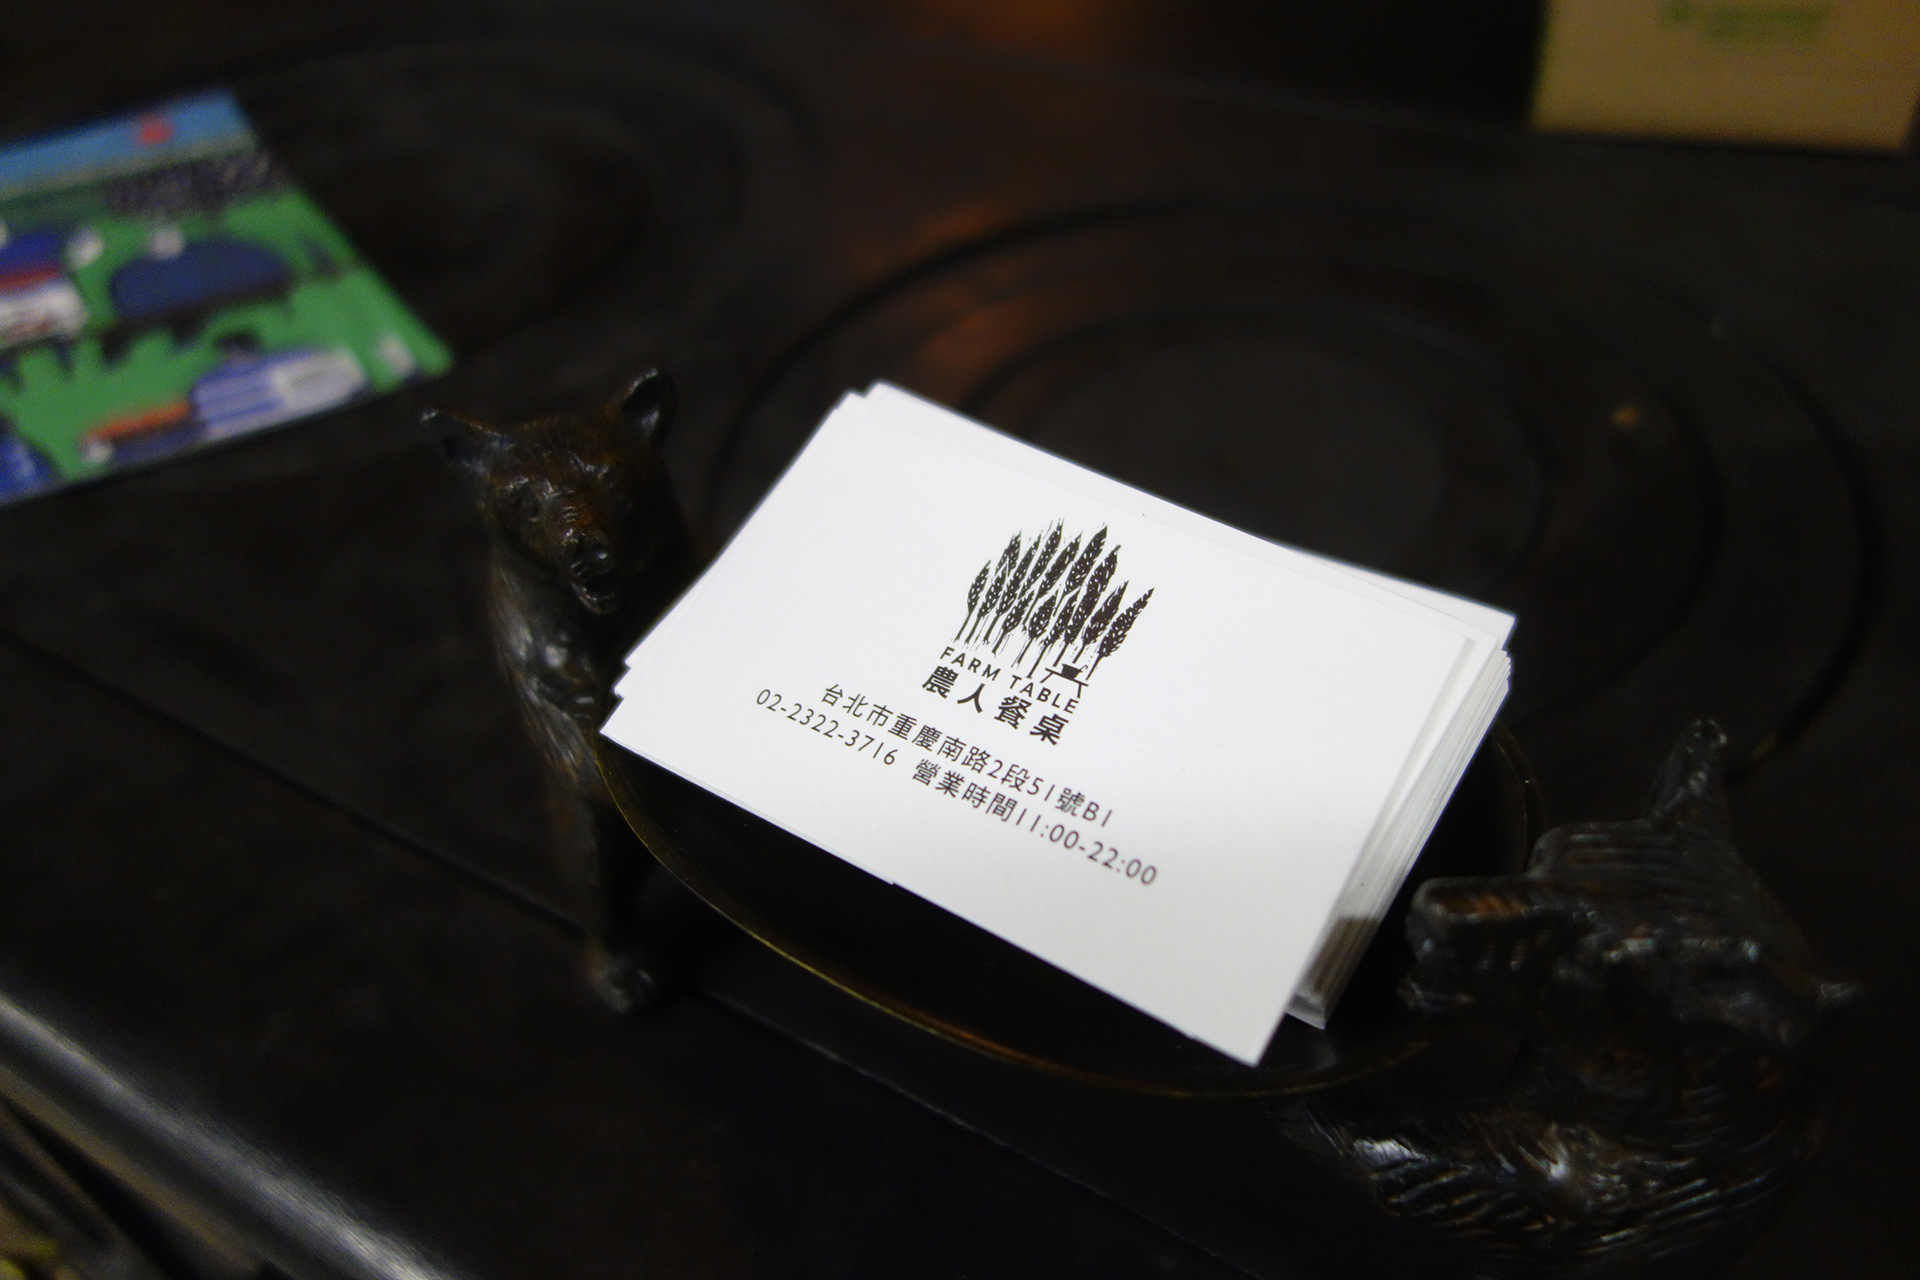 FARM TABLE
農人餐桌
台北市重慶南路2段51號B1
02-2322-3716 營業時間11:00-22:00